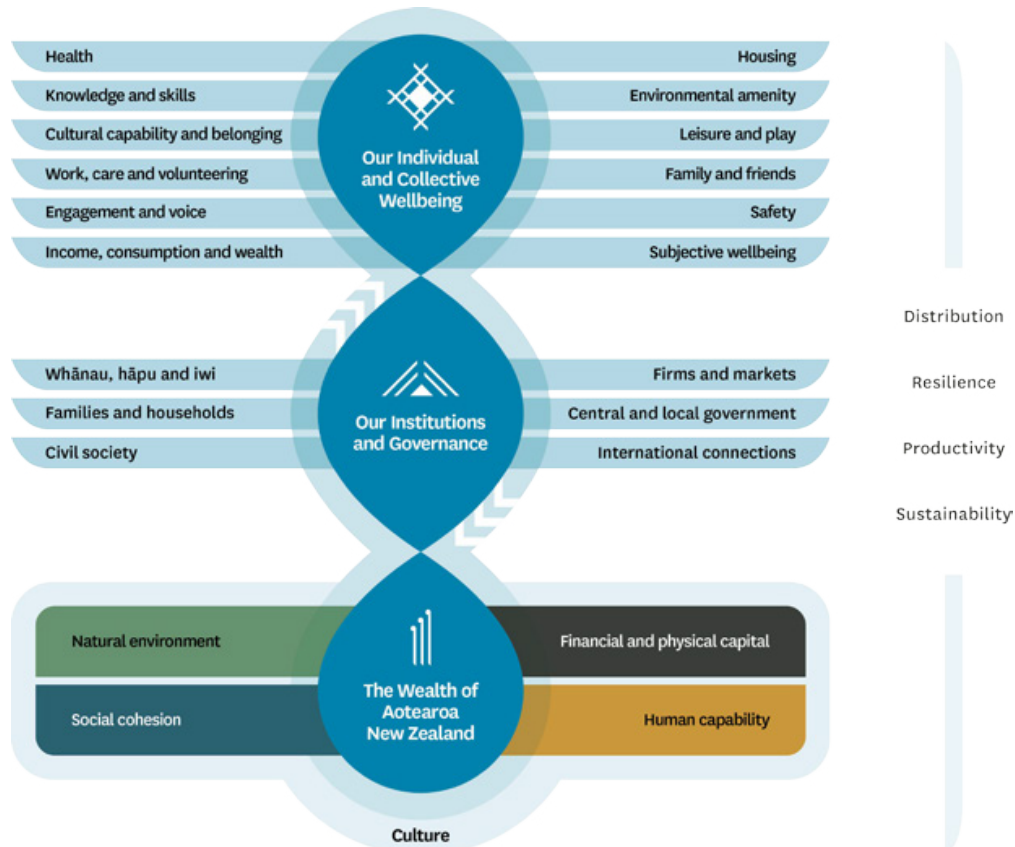 Health
Housing
Knowledge and skills
Environmental amenity
Cultural capability and belonging
Leisure and play
Work, care and volunteering
Family and friends
Engagement and voice
Safety
Income, consumption and wealth
Subjective wellbeing
Our Individual
and Collective
Wellbeing
Whānau, hāpu and iwi
Firms and markets
Families and households
Central and local government
Civil society
International connections
Our Institutions
and Governance
Natural environment
Financial and physical capital
Social cohesion
Human capability
The Wealth of
Aotearoa
New Zealand
Culture
Distribution
Resilience
Productivity
Sustainability